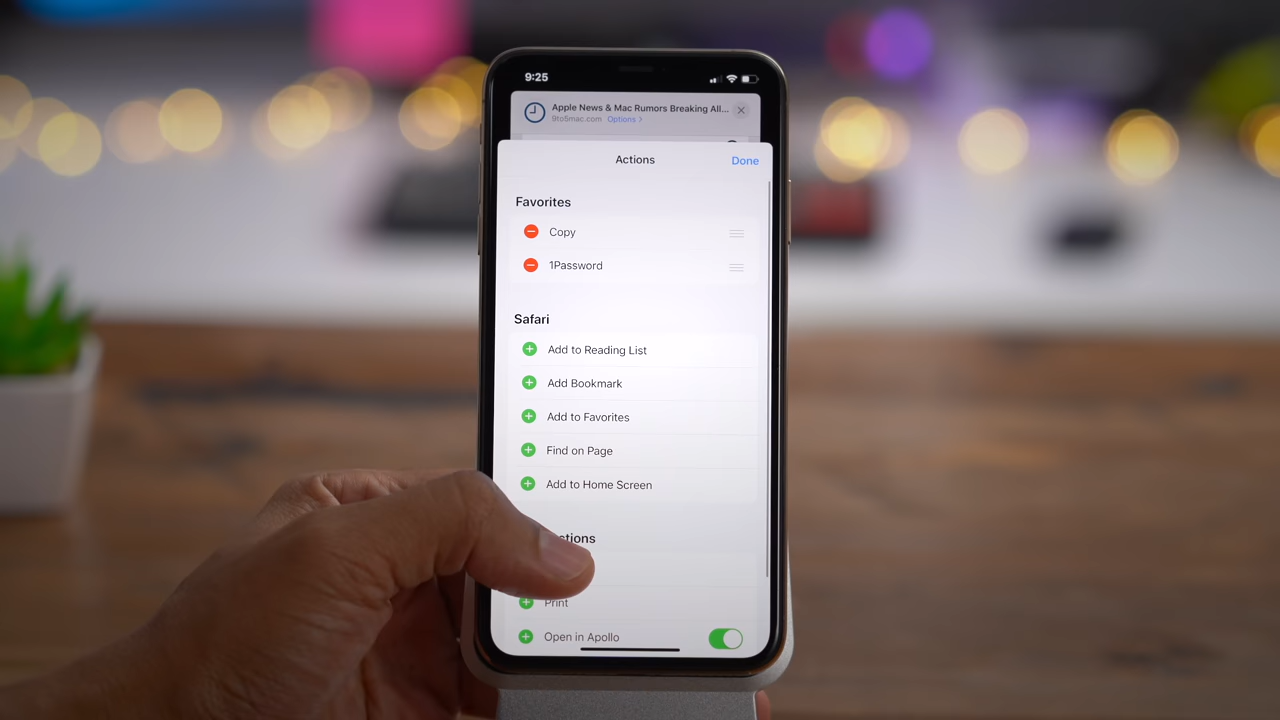 9:25
Apple News & Mac Rumors Breaking All...
9to5mac.com Options >
Actions
Done
Favorites
Copy
1Password
Safari
Add to Reading List
Add Bookmark
Add to Favorites
Find on Page
Add to Home Screen
ctions
Print
Open in Apollo